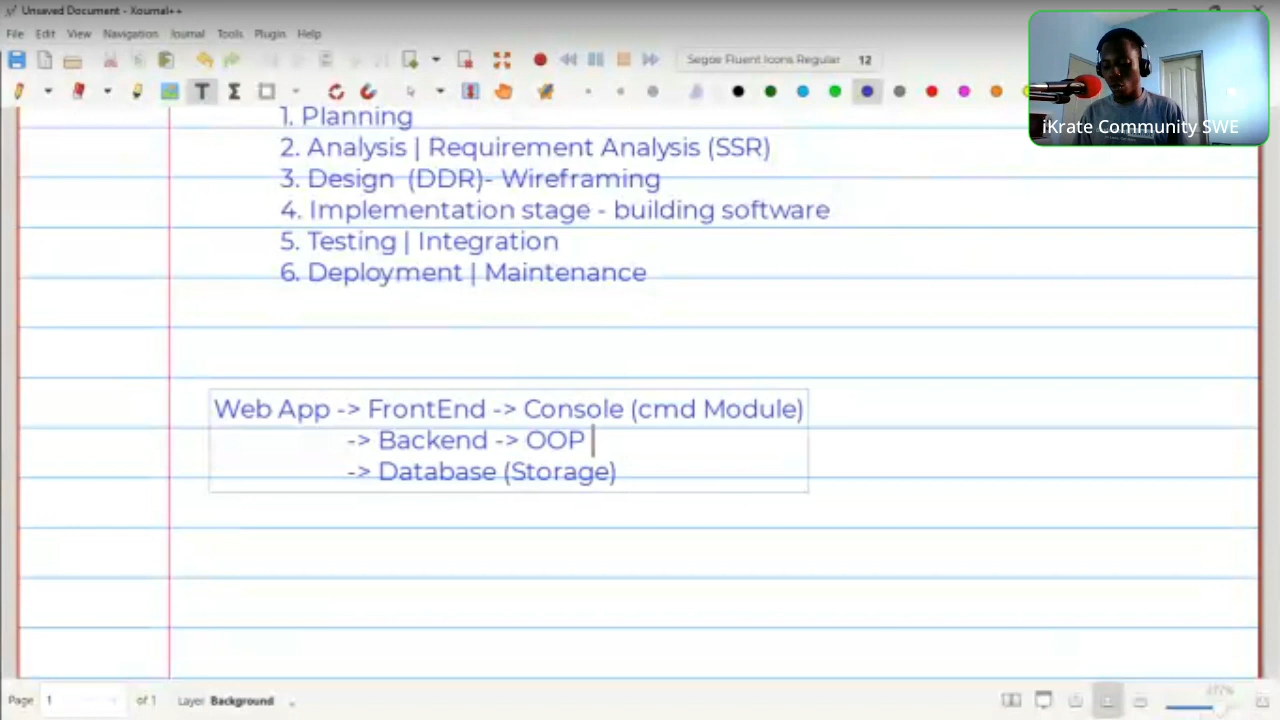 Unsaved Document - Xournal++
File Edit View Navigation Journal Tools Plugin Help
Segoe Fluent Icons Regular 12
iKrate Community SWE
1. Planning
2. Analysis | Requirement Analysis (SSR)
3. Design (DDR)- Wireframing
4. Implementation stage - building software
5. Testing | Integration
6. Deployment | Maintenance
Web App -> FrontEnd -> Console (cmd Module)
-> Backend -> OOP
-> Database (Storage)
Page 1 of 1 Layer Background